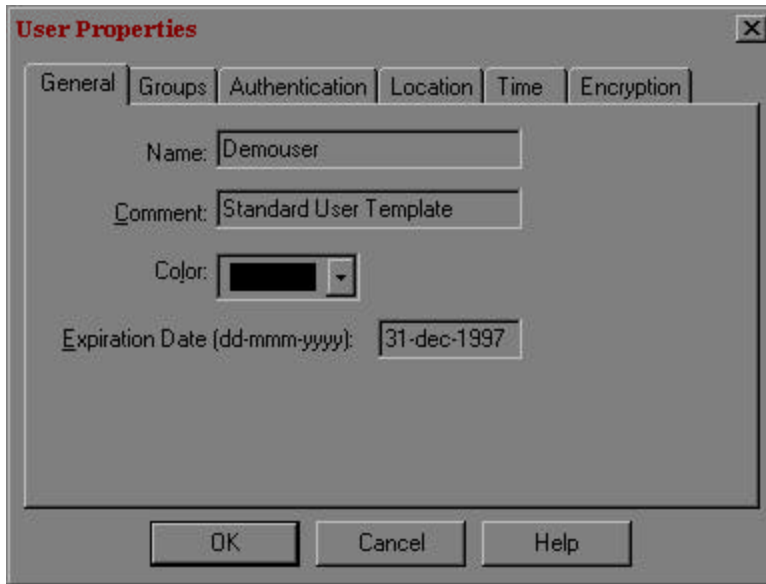 User Properties
General Groups Authentication Location Time Encryption
Name: Demouser
Comment: Standard User Template
Color:
Expiration Date (dd-mmm-yyyy): 31-dec-1997
OK Cancel Help